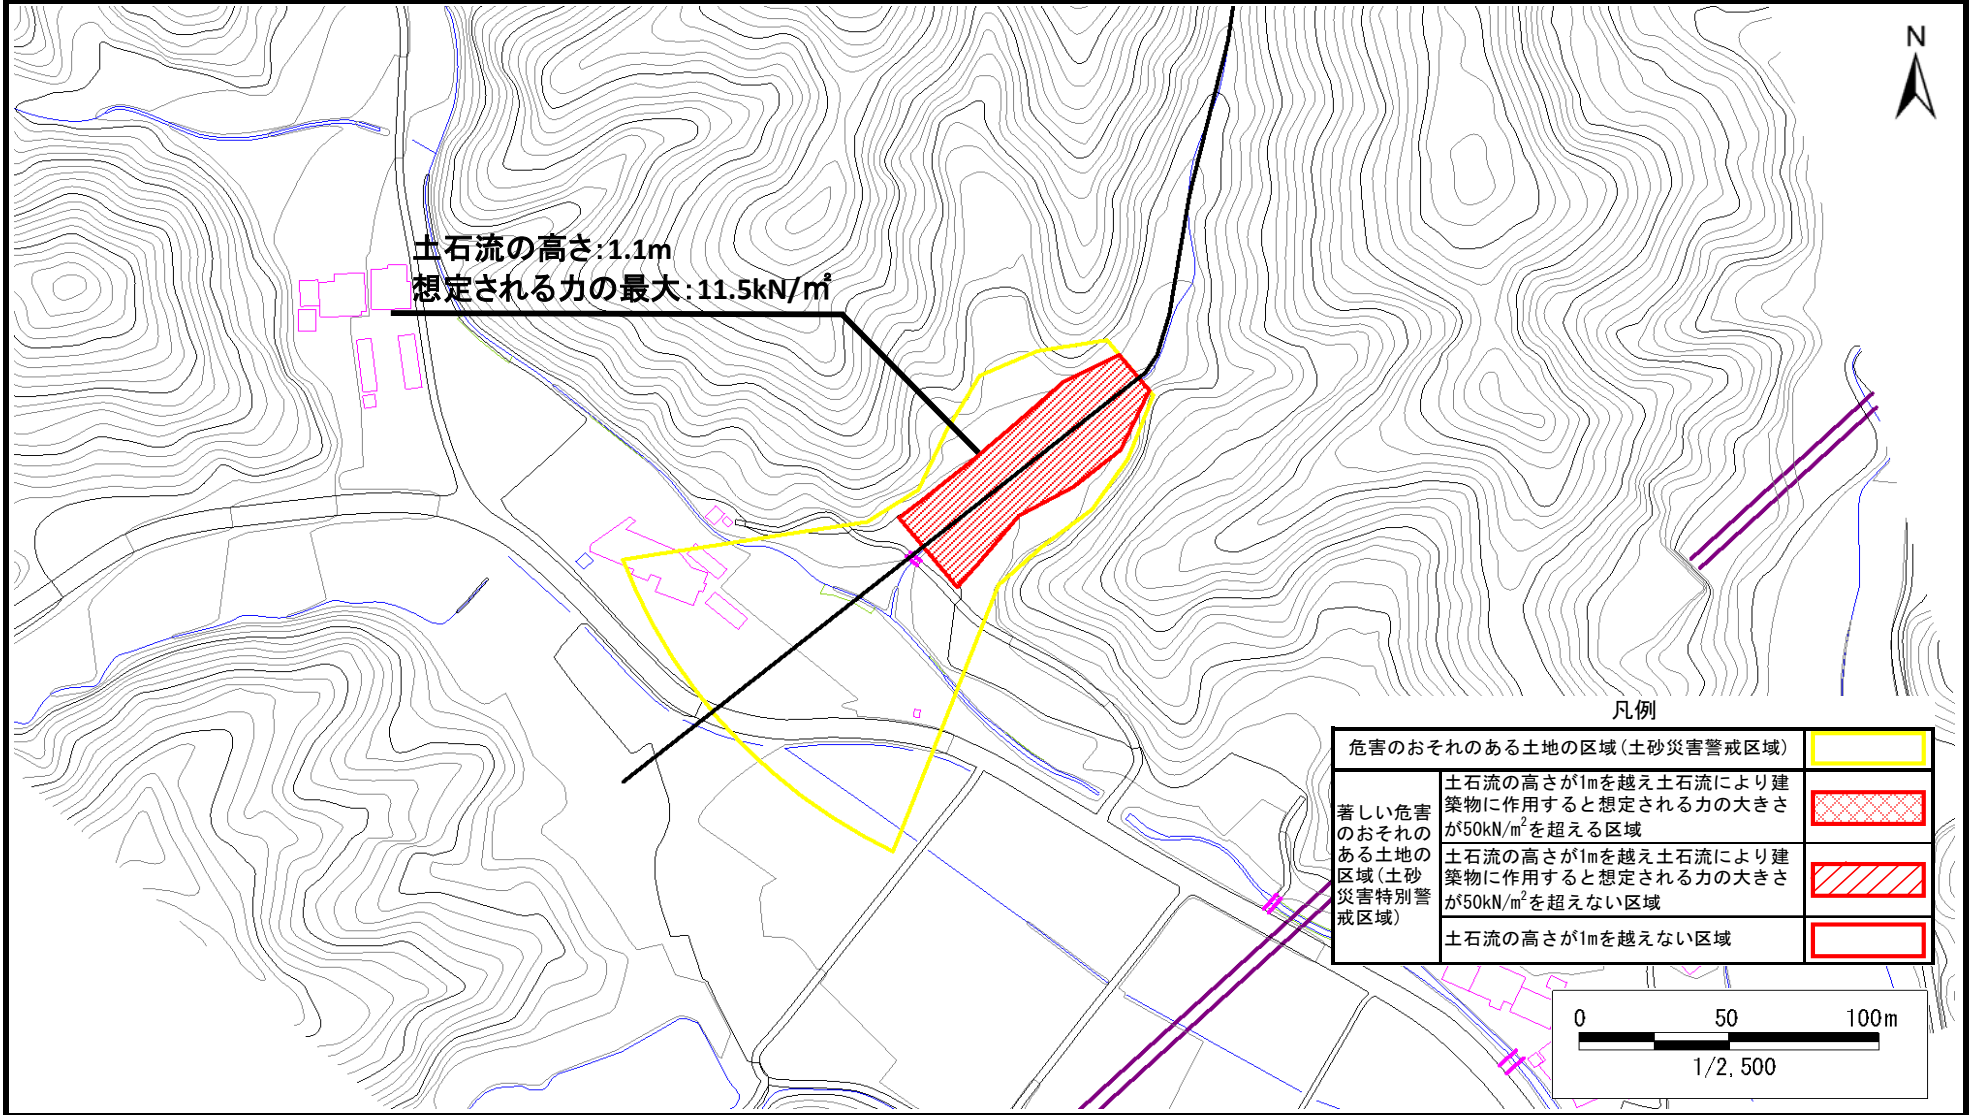 N
土石流の高さ:1.1m
想定される力の最大:11.5kN/㎡
凡例
危害のおそれのある土地の区域(土砂災害警戒区域)
著しい危害
のおそれの
ある土地の
区域(土砂
災害特別警
戒区域)
土石流の高さが1mを越え土石流により建
築物に作用すると想定される力の大きさ
が50kN/m²を超える区域
土石流の高さが1mを越え土石流により建
築物に作用すると想定される力の大きさ
が50kN/m²を超えない区域
土石流の高さが1mを越えない区域
0 50 100m
1/2,500